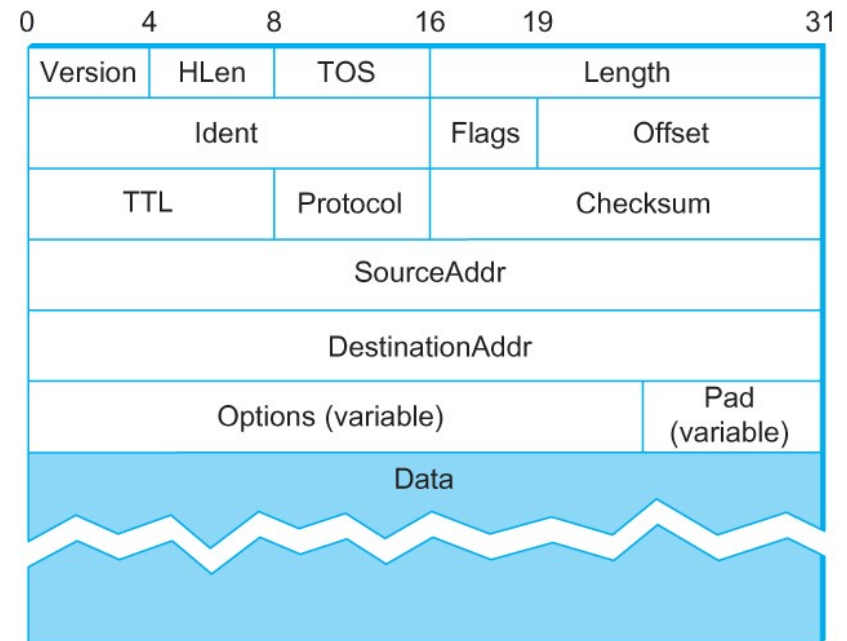 0 4 8 16 19 31
Version HLen TOS Length
Ident Flags Offset
TTL Protocol Checksum
SourceAddr
DestinationAddr
Options (variable) Pad
(variable)
Data